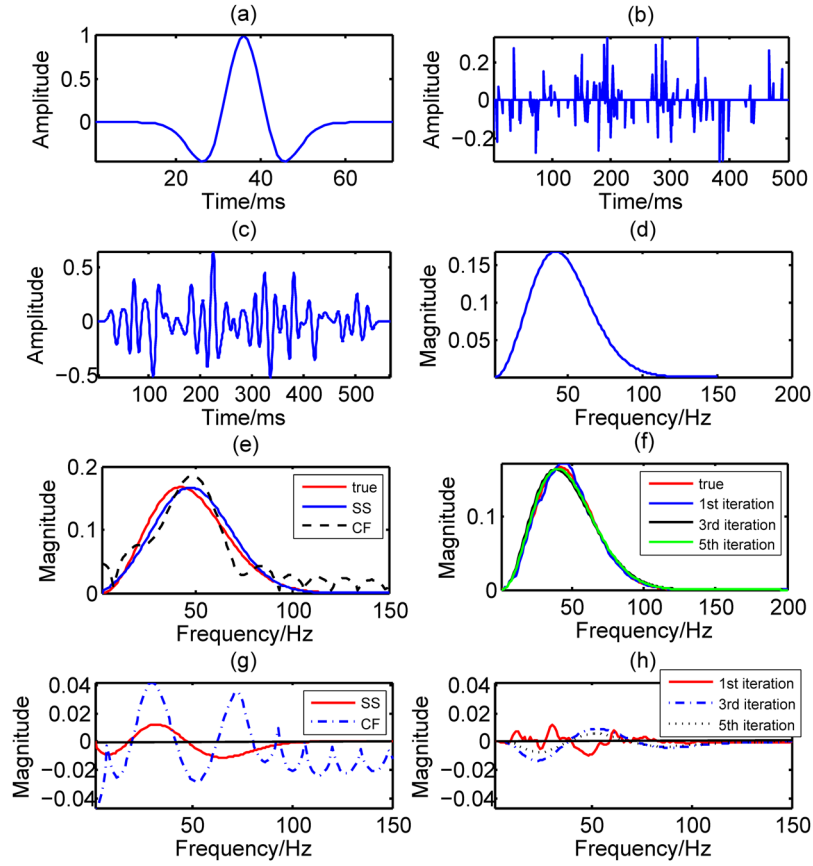 (a)
Amplitude
1
0.5
0
20 40 60
Time/ms
(b)
Amplitude
0.2
0
−0.2
100 200 300 400 500
Time/ms
(c)
Amplitude
0.5
0
−0.5
100 200 300 400 500
Time/ms
(d)
Magnitude
0.15
0.1
0.05
50 100 150 200
Frequency/Hz
(e)
Magnitude
0.2
0.1
0
50 100 150
Frequency/Hz
true
SS
CF
(f)
Magnitude
0.1
0
50 100 150 200
Frequency/Hz
true
1st iteration
3rd iteration
5th iteration
(g)
Magnitude
0.04
0.02
0
−0.02
−0.04
50 100 150
Frequency/Hz
SS
CF
(h)
Magnitude
0.04
0.02
0
−0.02
−0.04
50 100 150
Frequency/Hz
1st iteration
3rd iteration
5th iteration